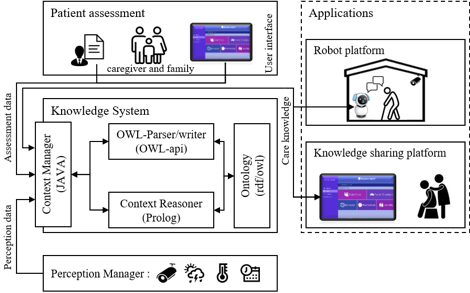 Patient assessment
caregiver and family
User interface
Applications
Robot platform
Knowledge sharing platform
Assessment data
Perception data
Care knowledge
Knowledge System
Context Manager
(JAVA)
OWL-Parser/writer
(OWL-api)
Context Reasoner
(Prolog)
Ontology
(rdf/owl)
Perception Manager :